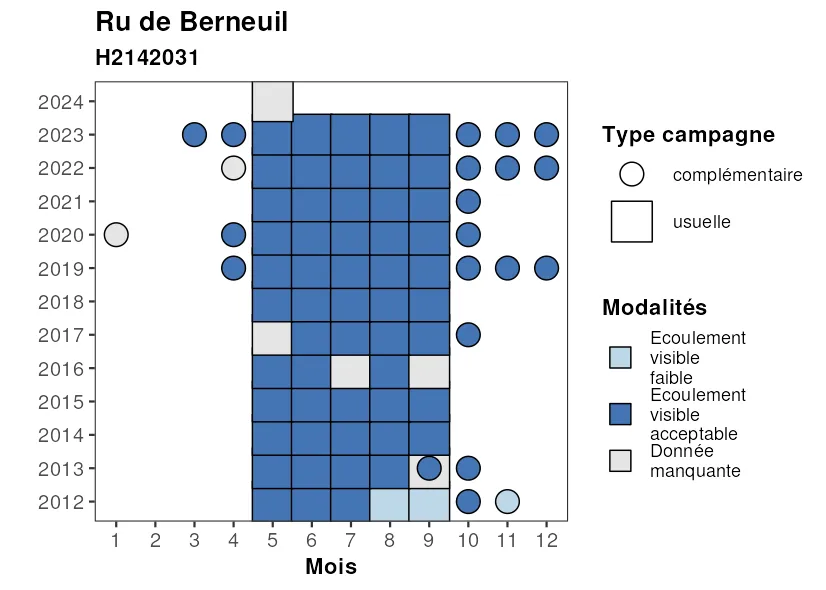 Ru de Berneuil
H2142031
2024
2023
2022
2021
2020
2019
2018
2017
2016
2015
2014
2013
2012
1 2 3 4 5 6 7 8 9 10 11 12
Mois
Type campagne
complémentaire
usuelle
Modalités
Ecoulement
visible
faible
Ecoulement
visible
acceptable
Donnée
manquante